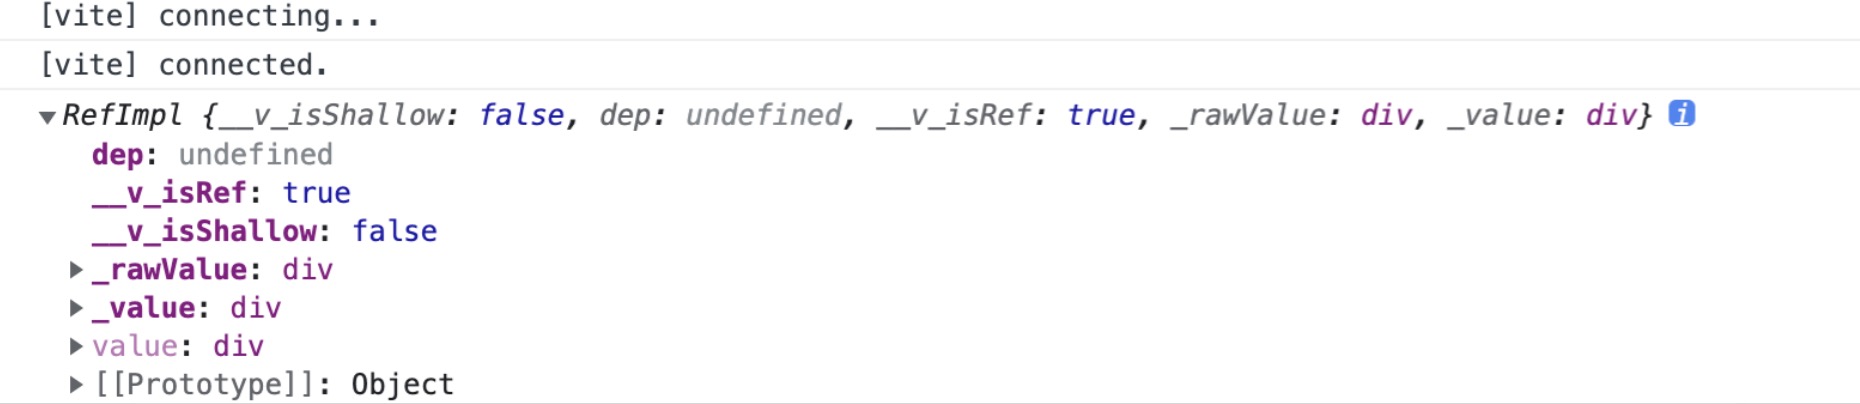 [vite] connecting...
[vite] connected.
▼RefImpl {__v_isShallow: false, dep: undefined, __v_isRef: true, _rawValue: div, _value: div} i
dep: undefined
__v_isRef: true
__v_isShallow: false
▶_rawValue: div
▶_value: div
▶value: div
▶[[Prototype]]: Object